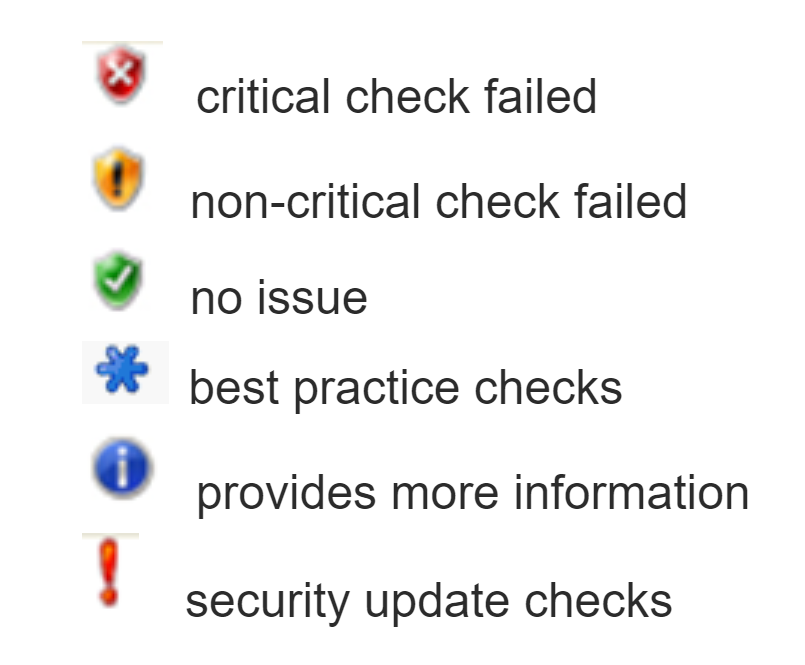 critical check failed
non-critical check failed
no issue
best practice checks
provides more information
security update checks